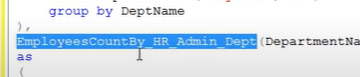 group by DeptName
),
EmployeesCountBy_HR_Admin_Dept(DepartmentNa
as
(